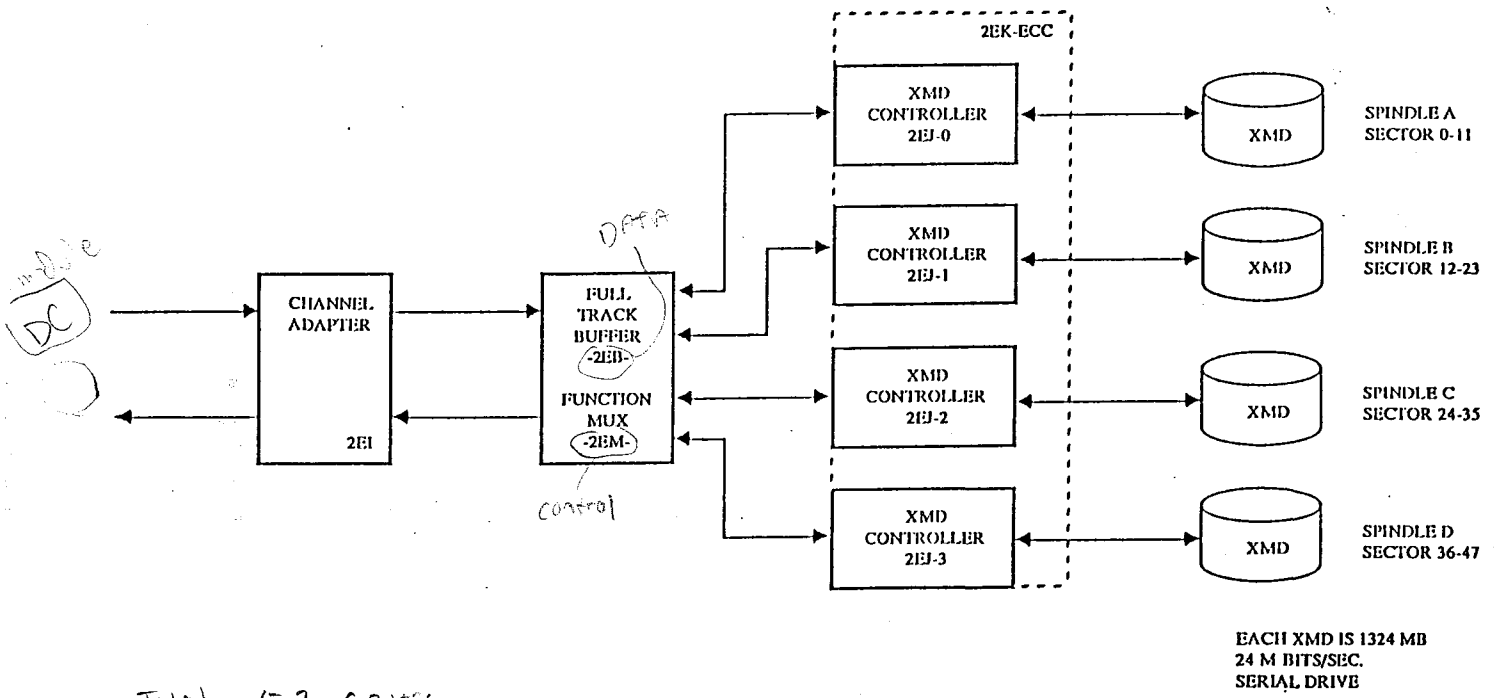 2EK-ECC
XMD
CONTROLLER
2EJ-0
XMD
SPINDLE A
SECTOR 0-11
DATA
XMD
CONTROLLER
2EJ-1
XMD
SPINDLE B
SECTOR 12-23
DC
CHANNEL
ADAPTER
2EI
FULL
TRACK
BUFFER
-2EB-
FUNCTION
MUX
-2EM-
control
XMD
CONTROLLER
2EJ-2
XMD
SPINDLE C
SECTOR 24-35
XMD
CONTROLLER
2EJ-3
XMD
SPINDLE D
SECTOR 36-47
EACH XMD IS 1324 MB
24 M BITS/SEC.
SERIAL DRIVE
Total